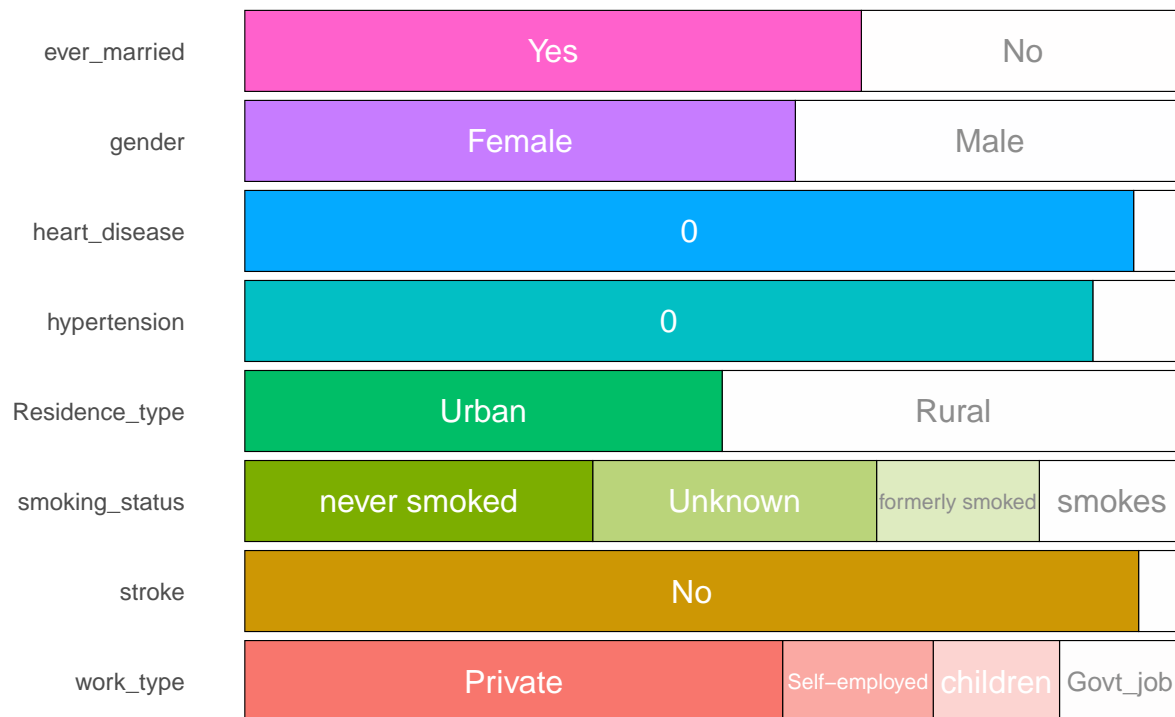 ever_married Yes No
gender Female Male
heart_disease 0
hypertension 0
Residence_type Urban Rural
smoking_status never smoked Unknown formerly smoked smokes
stroke No
work_type Private Self−employed children Govt_job